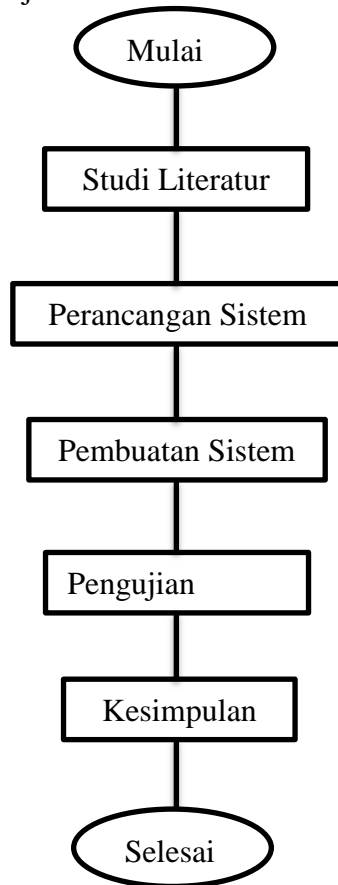 Mulai
Studi Literatur
Perancangan Sistem
Pembuatan Sistem
Pengujian
Kesimpulan
Selesai